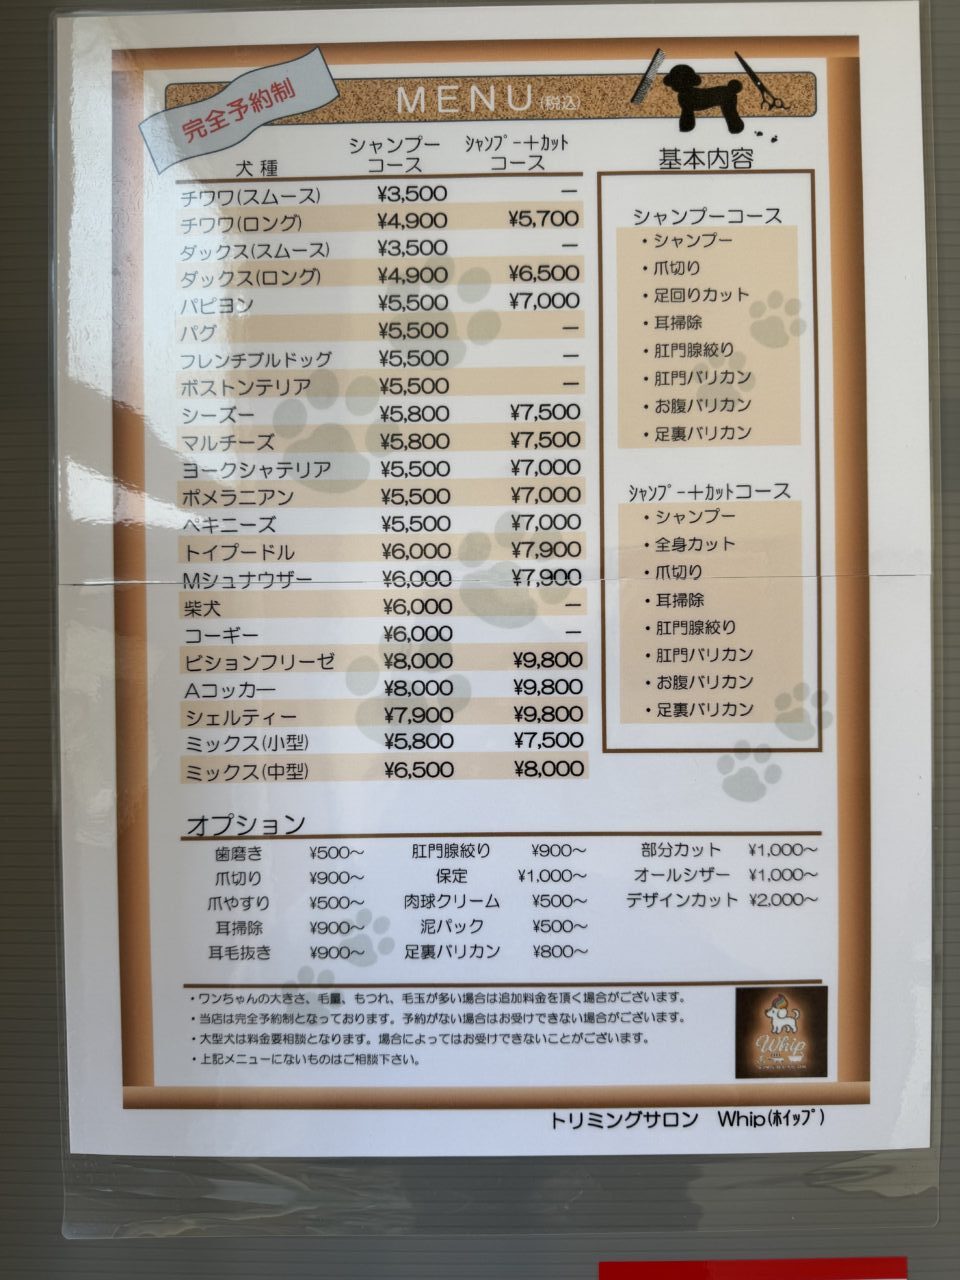 完全予約制
MENU(税込)
犬種 シャンプーコース ｼｬﾝﾌﾟｰ＋ｶｯﾄコース
チワワ(スムース) ¥3,500 ー
チワワ(ロング) ¥4,900 ¥5,700
ダックス(スムース) ¥3,500 ー
ダックス(ロング) ¥4,900 ¥6,500
パピヨン ¥5,500 ¥7,000
パグ ¥5,500 ー
フレンチブルドッグ ¥5,500 ー
ボストンテリア ¥5,500 ー
シーズー ¥5,800 ¥7,500
マルチーズ ¥5,800 ¥7,500
ヨークシャテリア ¥5,500 ¥7,000
ポメラニアン ¥5,500 ¥7,000
ペキニーズ ¥5,500 ¥7,000
トイプードル ¥6,000 ¥7,900
Mシュナウザー ¥6,000 ¥7,900
柴犬 ¥6,000 ー
コーギー ¥6,000 ー
ビションフリーゼ ¥8,000 ¥9,800
Aコッカー ¥8,000 ¥9,800
シェルティー ¥7,900 ¥9,800
ミックス(小型) ¥5,800 ¥7,500
ミックス(中型) ¥6,500 ¥8,000
基本内容
シャンプーコース
・シャンプー
・爪切り
・足回りカット
・耳掃除
・肛門腺絞り
・肛門バリカン
・お腹バリカン
・足裏バリカン
ｼｬﾝﾌﾟｰ＋ｶｯﾄコース
・シャンプー
・全身カット
・爪切り
・耳掃除
・肛門腺絞り
・肛門バリカン
・お腹バリカン
・足裏バリカン
オプション
歯磨き ¥500〜 肛門腺絞り ¥900〜 部分カット ¥1,000〜
爪切り ¥900〜 保定 ¥1,000〜 オールシザー ¥1,000〜
爪やすり ¥500〜 肉球クリーム ¥500〜 デザインカット ¥2,000〜
耳掃除 ¥900〜 泥パック ¥500〜
耳毛抜き ¥900〜 足裏バリカン ¥800〜
・ワンちゃんの大きさ、毛量、もつれ、毛玉が多い場合は追加料金を頂く場合がございます。
・当店は完全予約制となっております。予約がない場合はお受けできない場合がございます。
・大型犬は料金要相談となります。場合によってはお受けできないことがございます。
・上記メニューにないものはご相談下さい。
Whip
トリミングサロン Whip(ﾎｲｯﾌﾟ)